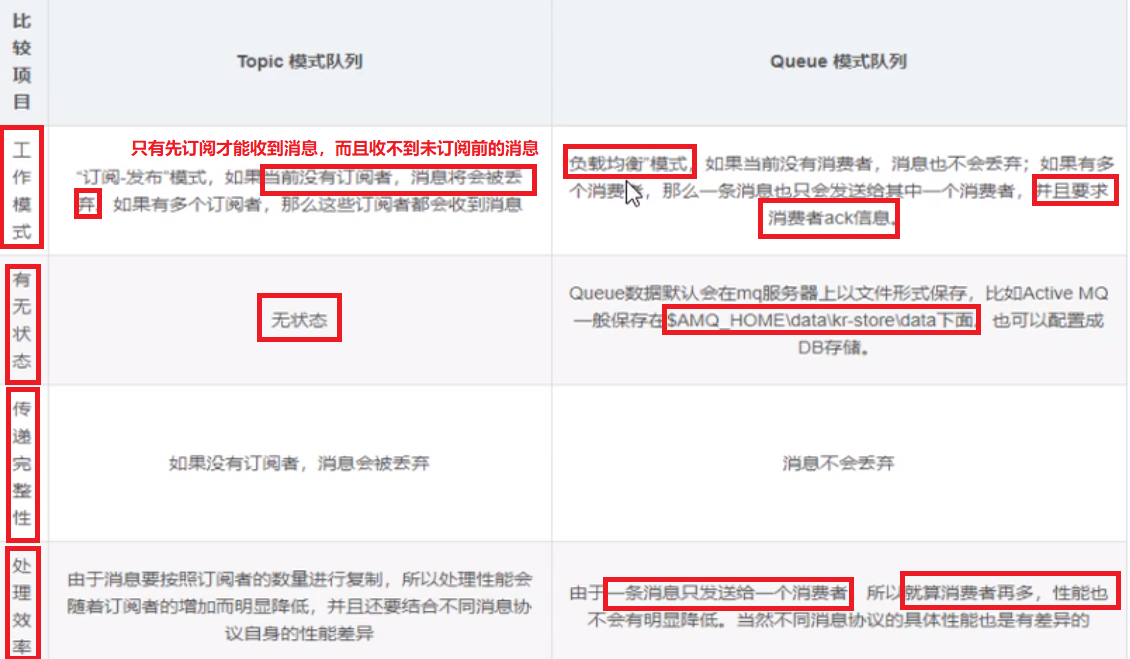 比
较
项
目
Topic 模式队列
Queue 模式队列
工
作
模
式
只有先订阅才能收到消息，而且收不到未订阅前的消息
“订阅-发布”模式，如果当前没有订阅者，消息将会被丢
弃。如果有多个订阅者，那么这些订阅者都会收到消息
负载均衡”模式，如果当前没有消费者，消息也不会丢弃；如果有多
个消费者，那么一条消息也只会发送给其中一个消费者，并且要求
消费者ack信息。
有
无
状
态
无状态
Queue数据默认会在mq服务器上以文件形式保存，比如Active MQ
一般保存在$AMQ_HOME\data\kr-store\data下面，也可以配置成
DB存储。
传
递
完
整
性
如果没有订阅者，消息会被丢弃
消息不会丢弃
处
理
效
率
由于消息要按照订阅者的数量进行复制，所以处理性能会
随着订阅者的增加而明显降低，并且还要结合不同消息协
议自身的性能差异
由于一条消息只发送给一个消费者，所以就算消费者再多，性能也
不会有明显降低。当然不同消息协议的具体性能也是有差异的